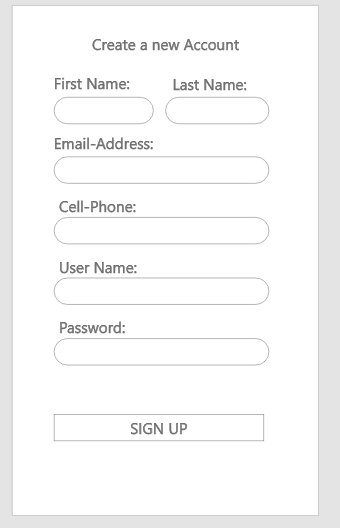 Create a new Account
First Name: Last Name:
Email-Address:
Cell-Phone:
User Name:
Password:
SIGN UP